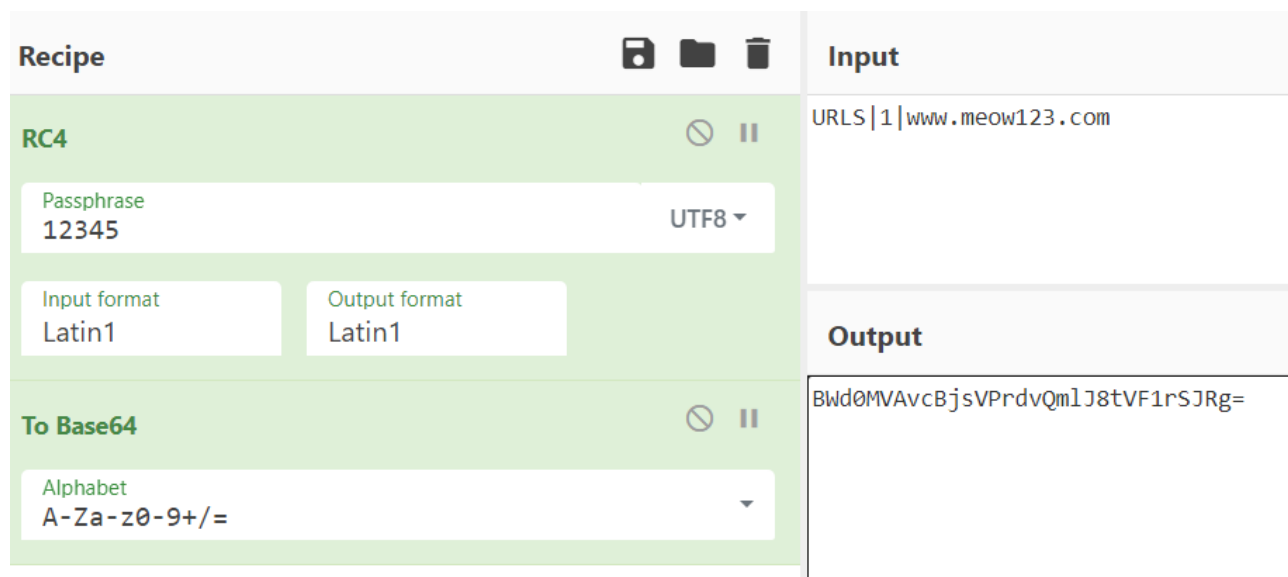 Recipe
RC4
Passphrase
12345
UTF8
Input format
Latin1
Output format
Latin1
To Base64
Alphabet
A-Za-z0-9+/=
Input
URLS|1|www.meow123.com
Output
BWd0MVAvcBjsVPrdvQmlJ8tVF1rSJRg=